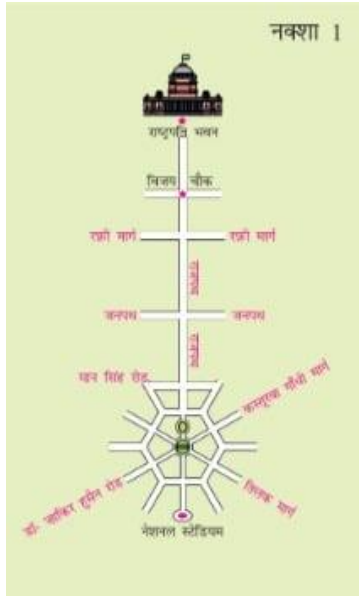 नक्शा 1
राष्ट्रपति भवन
विजय चौक
रफ़ी मार्ग
रफ़ी मार्ग
राजपथ
जनपथ
जनपथ
राजपथ
मान सिंह रोड
कस्तूरबा गाँधी मार्ग
डॉ. ज़ाकिर हुसैन रोड
तिलक मार्ग
नेशनल स्टेडियम